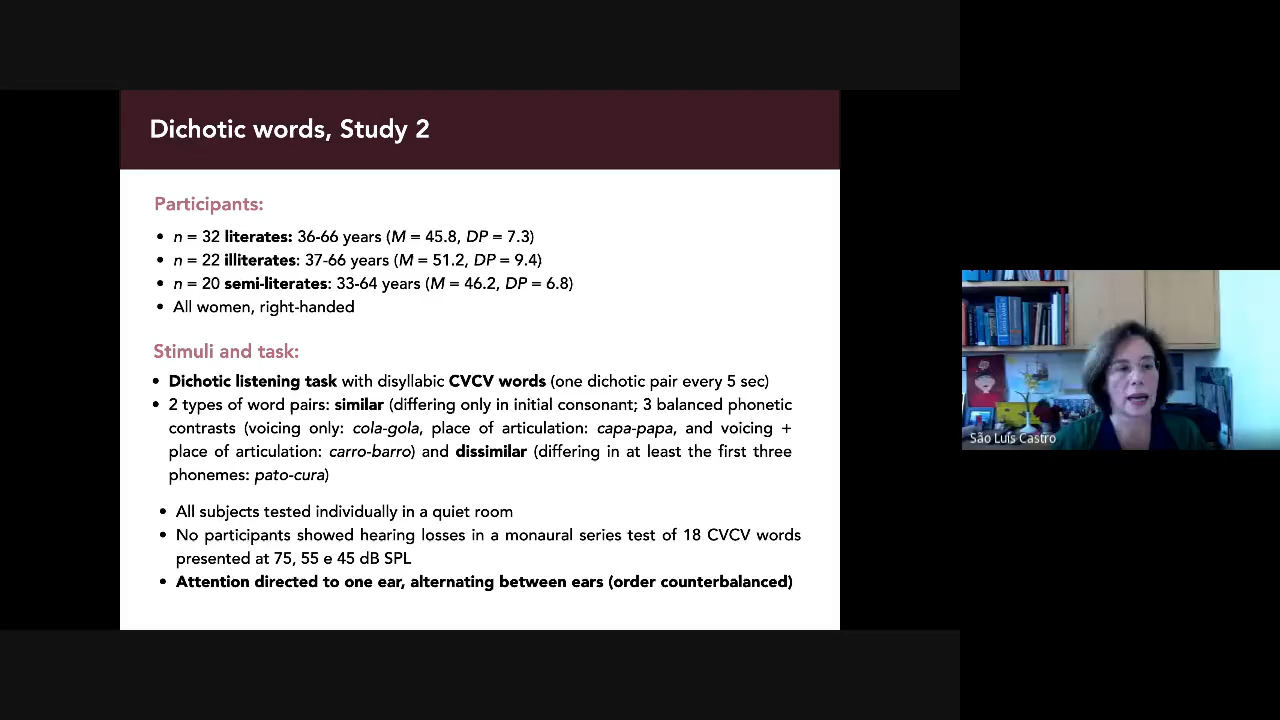 Dichotic words, Study 2
Participants:
• n = 32 literates: 36-66 years (M = 45.8, DP = 7.3)
• n = 22 illiterates: 37-66 years (M = 51.2, DP = 9.4)
• n = 20 semi-literates: 33-64 years (M = 46.2, DP = 6.8)
• All women, right-handed
Stimuli and task:
• Dichotic listening task with disyllabic CVCV words (one dichotic pair every 5 sec)
• 2 types of word pairs: similar (differing only in initial consonant; 3 balanced phonetic
contrasts (voicing only: cola-gola, place of articulation: capa-papa, and voicing +
place of articulation: carro-barro) and dissimilar (differing in at least the first three
phonemes: pato-cura)
• All subjects tested individually in a quiet room
• No participants showed hearing losses in a monaural series test of 18 CVCV words
presented at 75, 55 e 45 dB SPL
• Attention directed to one ear, alternating between ears (order counterbalanced)
São Luís Castro